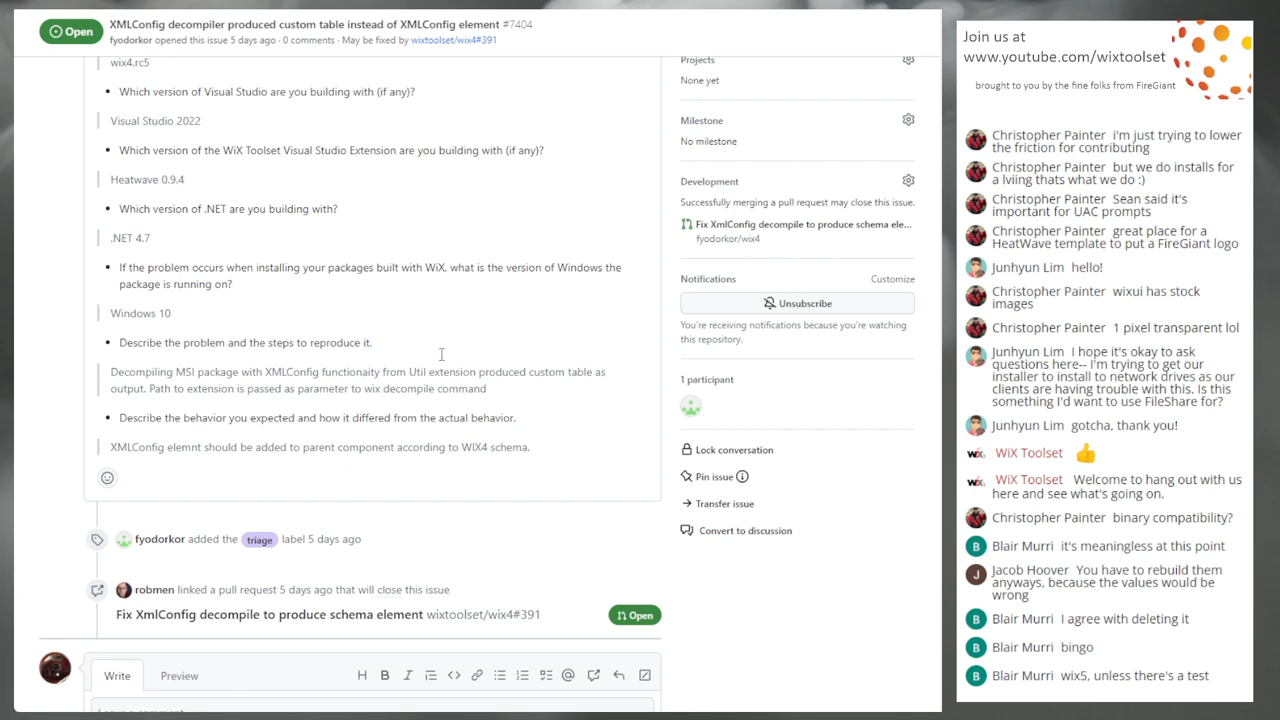 Open
XMLConfig decompiler produced custom table instead of XMLConfig element #7404
fyodorkor opened this issue 5 days ago · 0 comments · May be fixed by wixtoolset/wix4#391
wix4.rc5
• Which version of Visual Studio are you building with (if any)?
Visual Studio 2022
• Which version of the WiX Toolset Visual Studio Extension are you building with (if any)?
Heatwave 0.9.4
• Which version of .NET are you building with?
.NET 4.7
• If the problem occurs when installing your packages built with WiX, what is the version of Windows the
package is running on?
Windows 10
• Describe the problem and the steps to reproduce it.
Decompiling MSI package with XMLConfig functionaity from Util extension produced custom table as
output. Path to extension is passed as parameter to wix decompile command
• Describe the behavior you expected and how it differed from the actual behavior.
XMLConfig elemnt should be added to parent component according to WIX4 schema.
fyodorkor added the triage label 5 days ago
robmen linked a pull request 5 days ago that will close this issue
Fix XmlConfig decompile to produce schema element wixtoolset/wix4#391
Open
Write
Preview
H B I
Leave a comment
Projects
None yet
Milestone
No milestone
Development
Successfully merging a pull request may close this issue.
Fix XmlConfig decompile to produce schema ele...
fyodorkor/wix4
Notifications
Customize
Unsubscribe
You're receiving notifications because you're watching
this repository.
1 participant
Lock conversation
Pin issue
Transfer issue
Convert to discussion
Join us at
www.youtube.com/wixtoolset
brought to you by the fine folks from FireGiant
Christopher Painter i'm just trying to lower
the friction for contributing
Christopher Painter but we do installs for
a lviing thats what we do :)
Christopher Painter Sean said it's
important for UAC prompts
Christopher Painter great place for a
HeatWave template to put a FireGiant logo
Junhyun Lim hello!
Christopher Painter wixui has stock
images
Christopher Painter 1 pixel transparent lol
Junhyun Lim I hope it's okay to ask
questions here-- I'm trying to get our
installer to install to network drives as our
clients are having trouble with this. Is this
something I'd want to use FileShare for?
Junhyun Lim gotcha, thank you!
WiX Toolset 👍
WiX Toolset Welcome to hang out with us
here and see what's going on.
Christopher Painter binary compatibility?
B Blair Murri it's meaningless at this point
J Jacob Hoover You have to rebuild them
anyways, because the values would be
wrong
B Blair Murri I agree with deleting it
B Blair Murri bingo
B Blair Murri wix5, unless there's a test